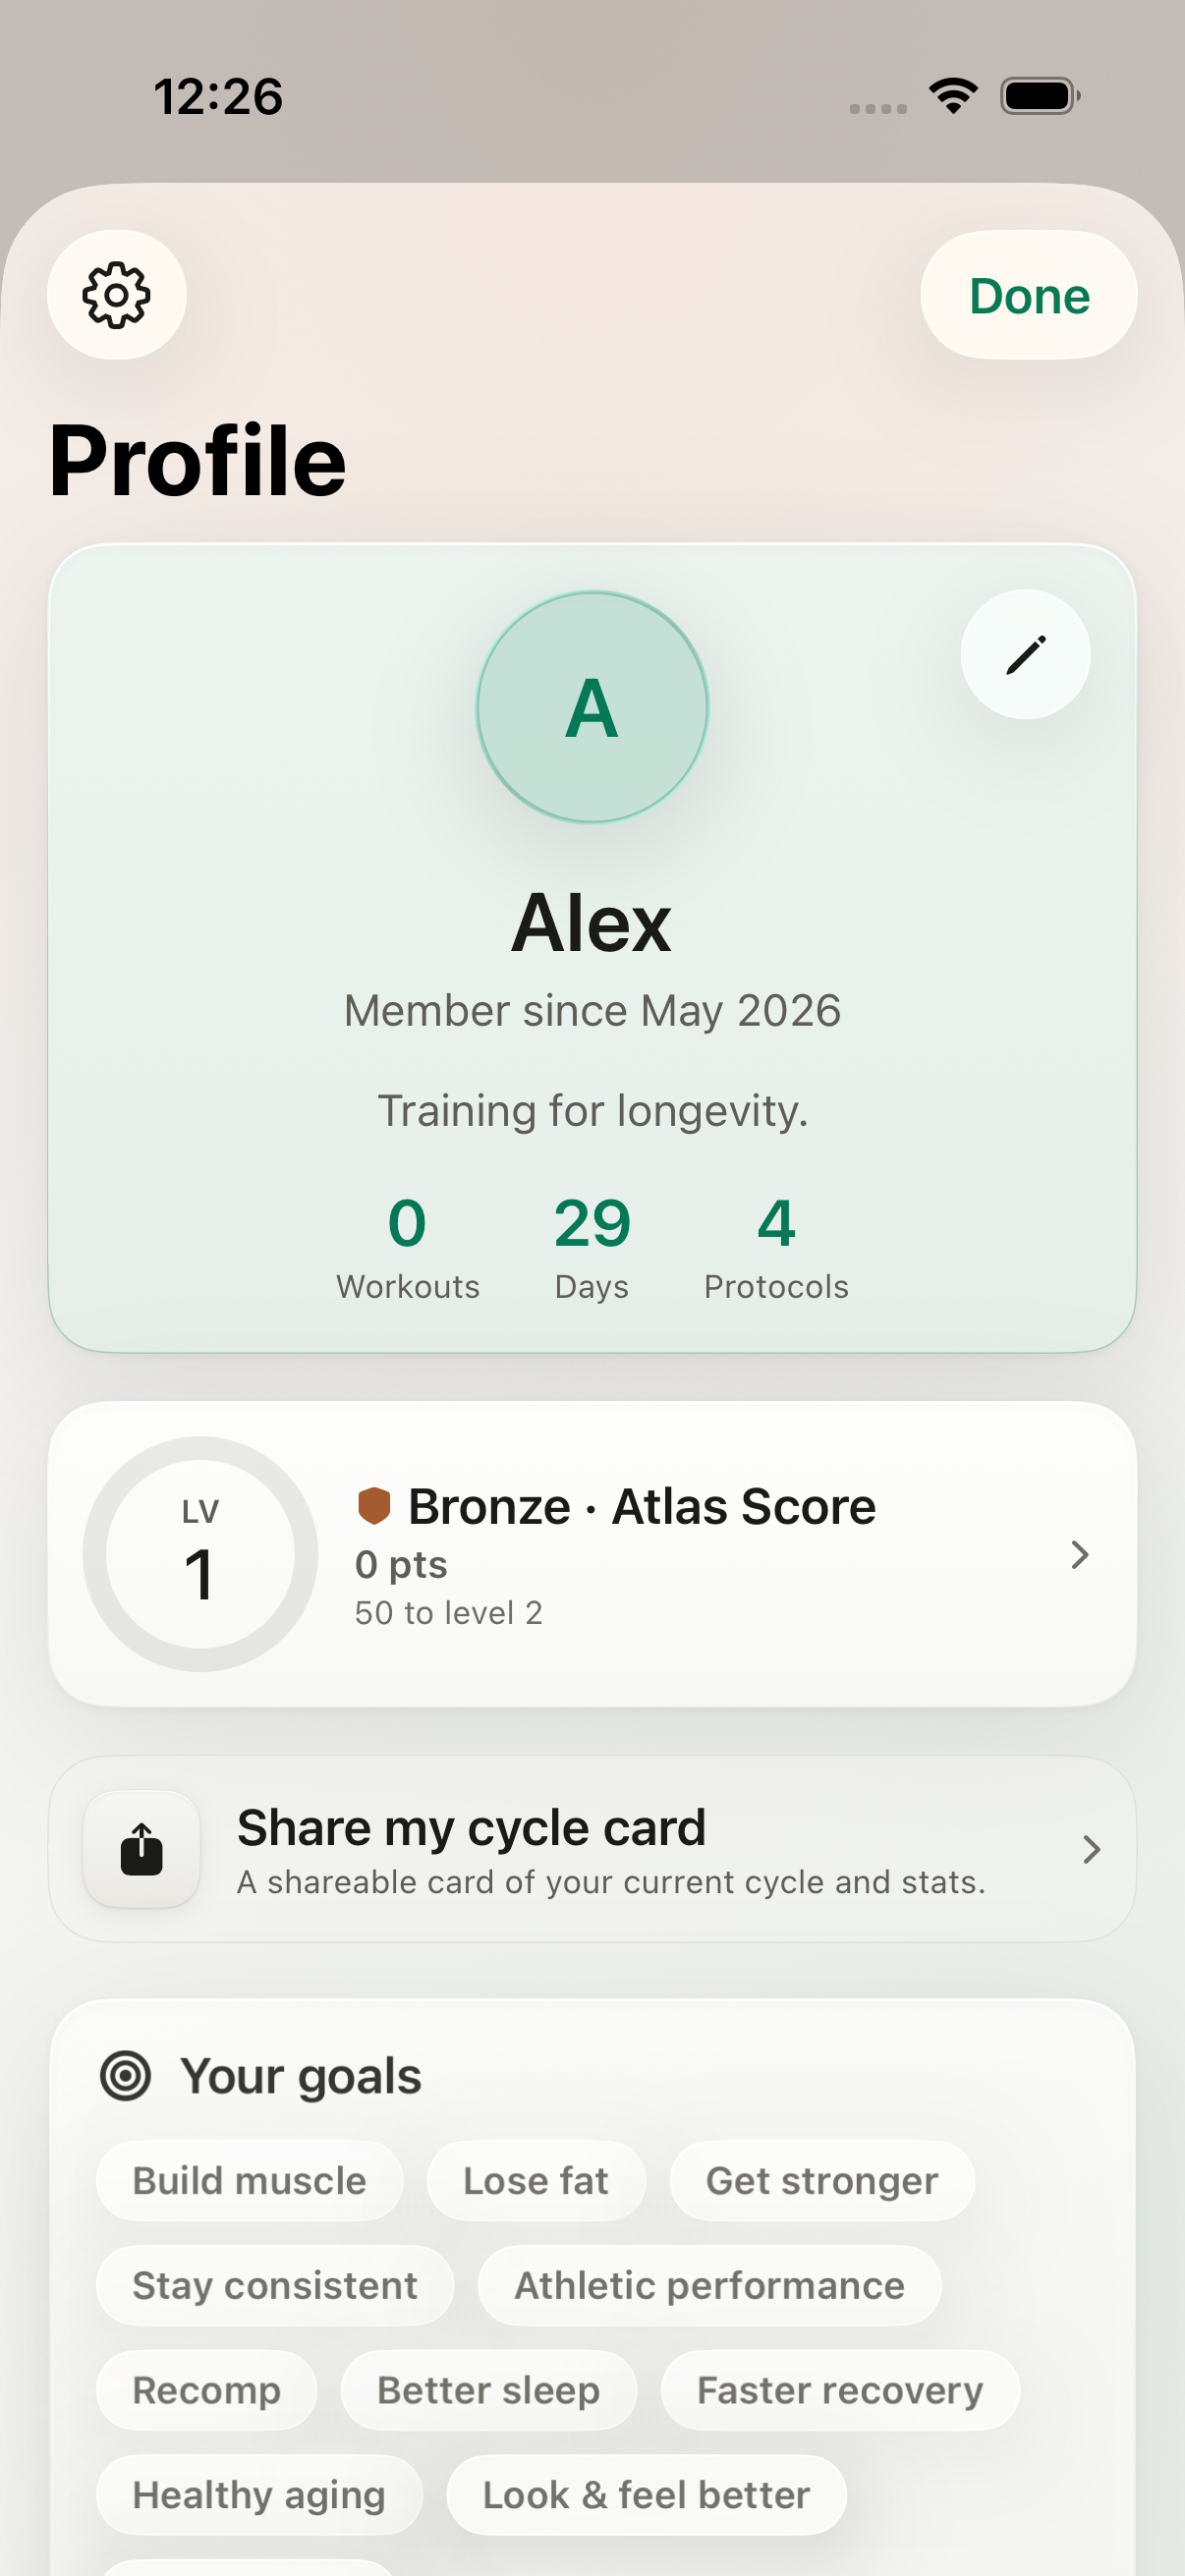 12:26
Done
Profile
A
Alex
Member since May 2026
Training for longevity.
0 29 4
Workouts Days Protocols
LV
1
Bronze · Atlas Score
0 pts
50 to level 2
Share my cycle card
A shareable card of your current cycle and stats.
Your goals
Build muscle Lose fat Get stronger
Stay consistent Athletic performance
Recomp Better sleep Faster recovery
Healthy aging Look & feel better